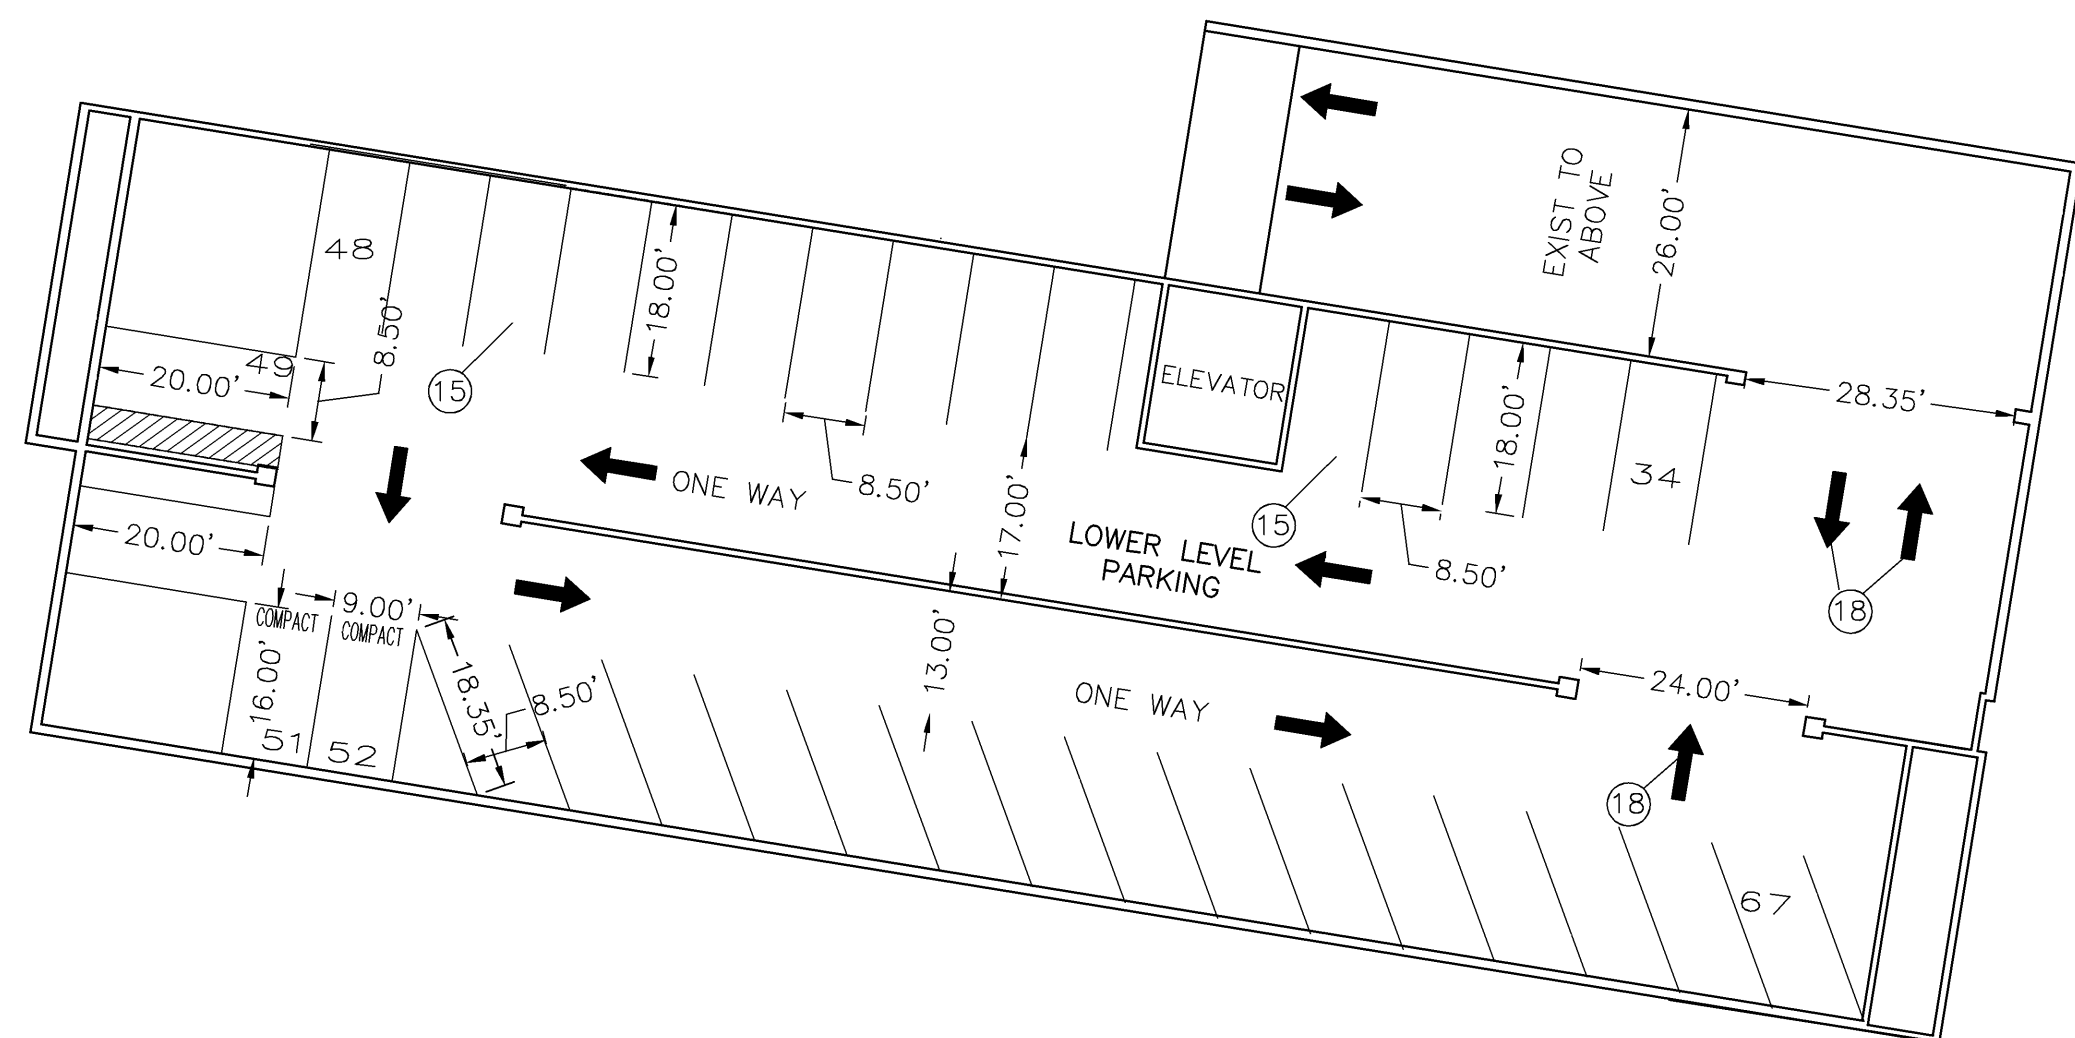 EXIST TO
ABOVE
26.00'
48
8.50'
18.00'
49
20.00'
15
ELEVATOR
28.35'
18.00'
34
ONE WAY
8.50'
17.00'
15
LOWER LEVEL
PARKING
8.50'
20.00'
18
9.00'
COMPACT
COMPACT
16.00'
18.35'
8.50'
13.00'
ONE WAY
24.00'
51
52
18
67